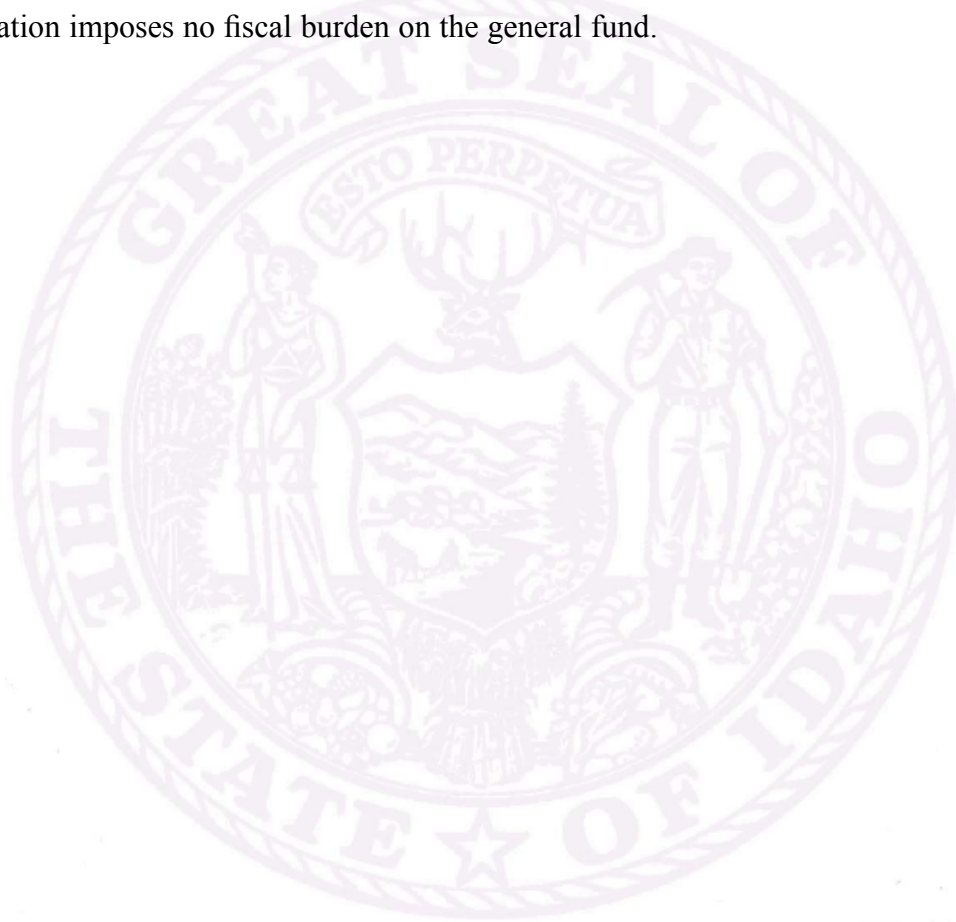 ation imposes no fiscal burden on the general fund.
GREAT SEAL OF
ESTO PERPETUA
THE STATE OF IDAHO